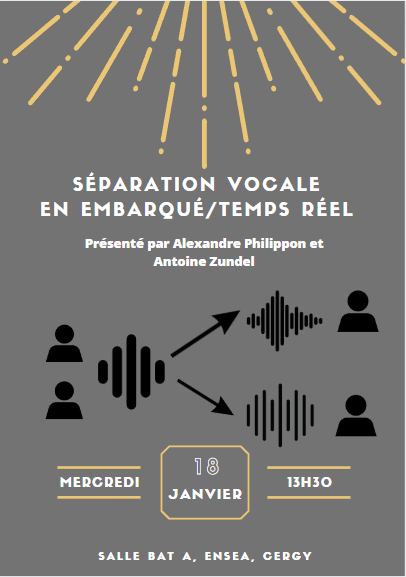 SÉPARATION VOCALE
EN EMBARQUÉ/TEMPS RÉEL
Présenté par Alexandre Philippon et
Antoine Zundel
MERCREDI
18
JANVIER
13H30
SALLE BAT A, ENSEA, CERGY